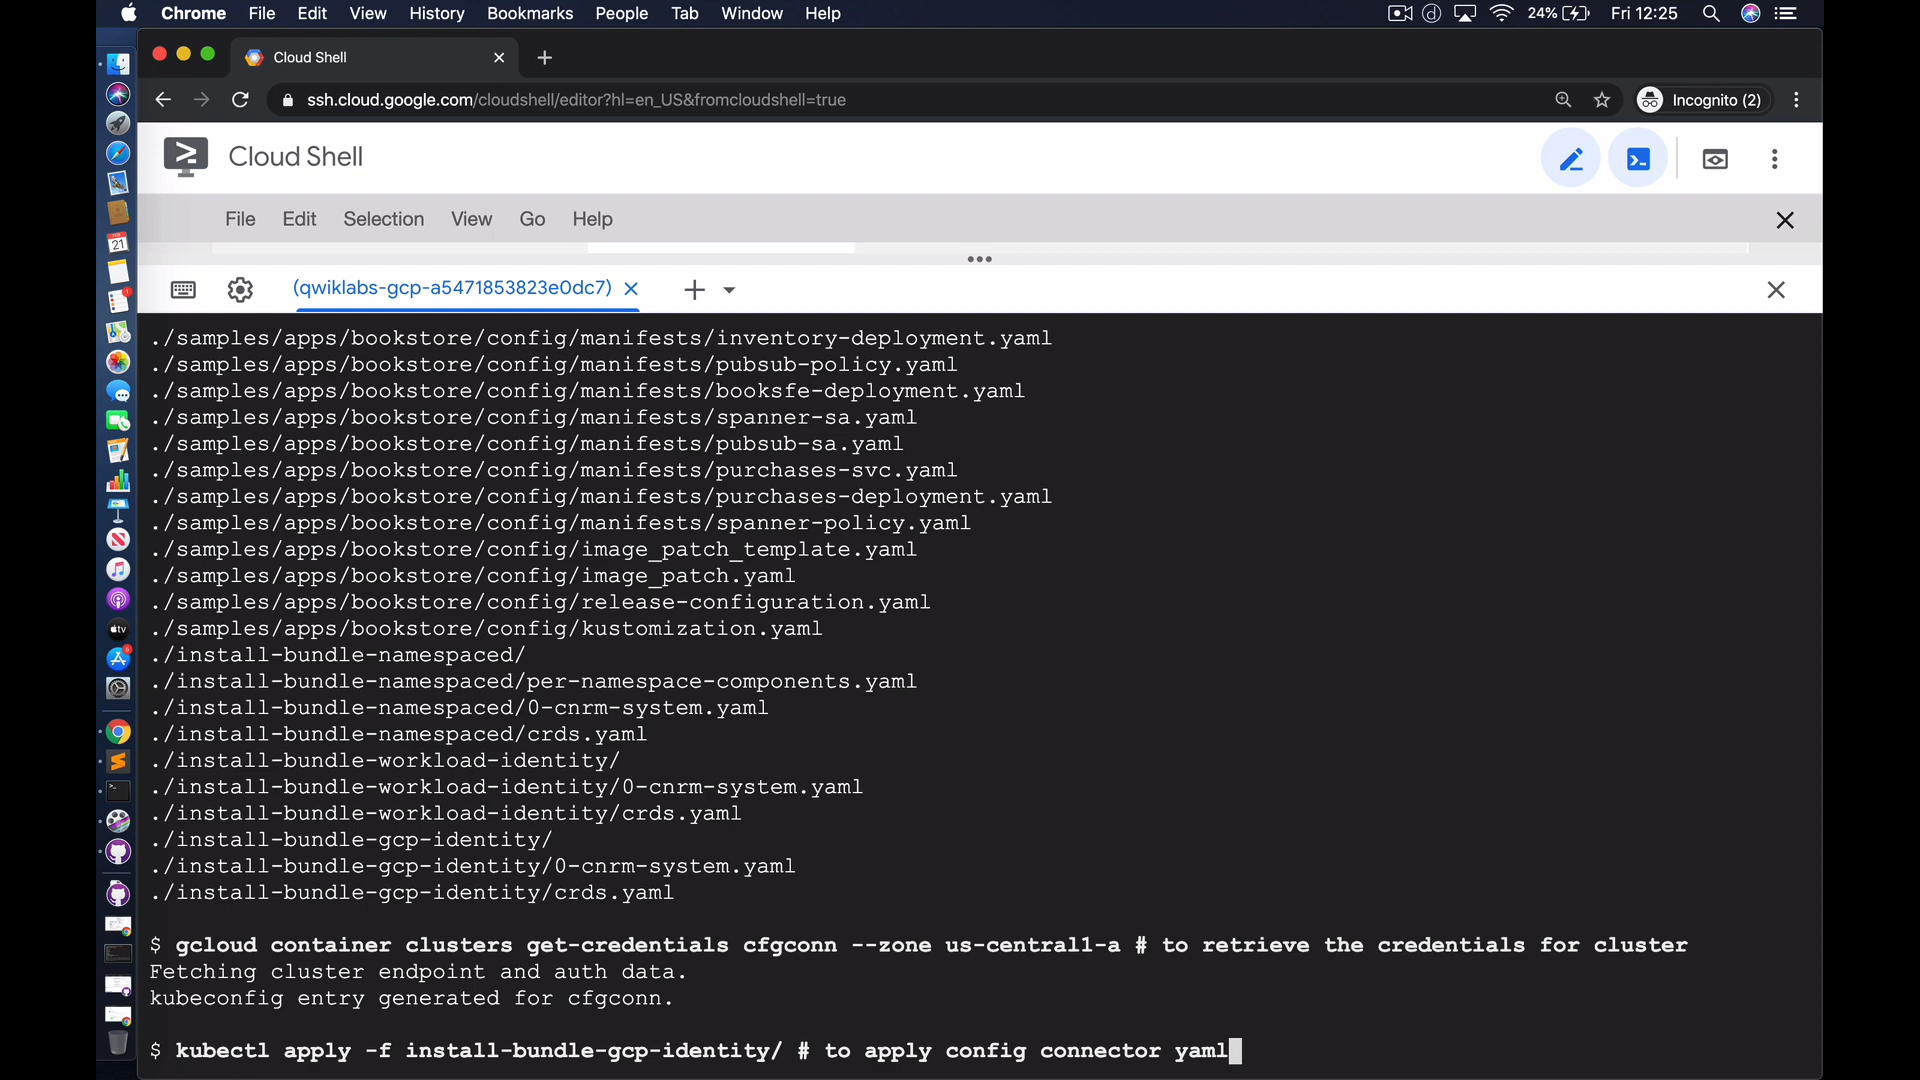 Chrome File Edit View History Bookmarks People Tab Window Help 24% Fri 12:25
Cloud Shell
ssh.cloud.google.com/cloudshell/editor?hl=en_US&fromcloudshell=true Incognito (2)
Cloud Shell
File Edit Selection View Go Help
(qwiklabs-gcp-a5471853823e0dc7)
./samples/apps/bookstore/config/manifests/inventory-deployment.yaml
./samples/apps/bookstore/config/manifests/pubsub-policy.yaml
./samples/apps/bookstore/config/manifests/booksfe-deployment.yaml
./samples/apps/bookstore/config/manifests/spanner-sa.yaml
./samples/apps/bookstore/config/manifests/pubsub-sa.yaml
./samples/apps/bookstore/config/manifests/purchases-svc.yaml
./samples/apps/bookstore/config/manifests/purchases-deployment.yaml
./samples/apps/bookstore/config/manifests/spanner-policy.yaml
./samples/apps/bookstore/config/image_patch_template.yaml
./samples/apps/bookstore/config/image_patch.yaml
./samples/apps/bookstore/config/release-configuration.yaml
./samples/apps/bookstore/config/kustomization.yaml
./install-bundle-namespaced/
./install-bundle-namespaced/per-namespace-components.yaml
./install-bundle-namespaced/0-cnrm-system.yaml
./install-bundle-namespaced/crds.yaml
./install-bundle-workload-identity/
./install-bundle-workload-identity/0-cnrm-system.yaml
./install-bundle-workload-identity/crds.yaml
./install-bundle-gcp-identity/
./install-bundle-gcp-identity/0-cnrm-system.yaml
./install-bundle-gcp-identity/crds.yaml
$ gcloud container clusters get-credentials cfgconn --zone us-central1-a # to retrieve the credentials for cluster
Fetching cluster endpoint and auth data.
kubeconfig entry generated for cfgconn.
$ kubectl apply -f install-bundle-gcp-identity/ # to apply config connector yaml
21
tv